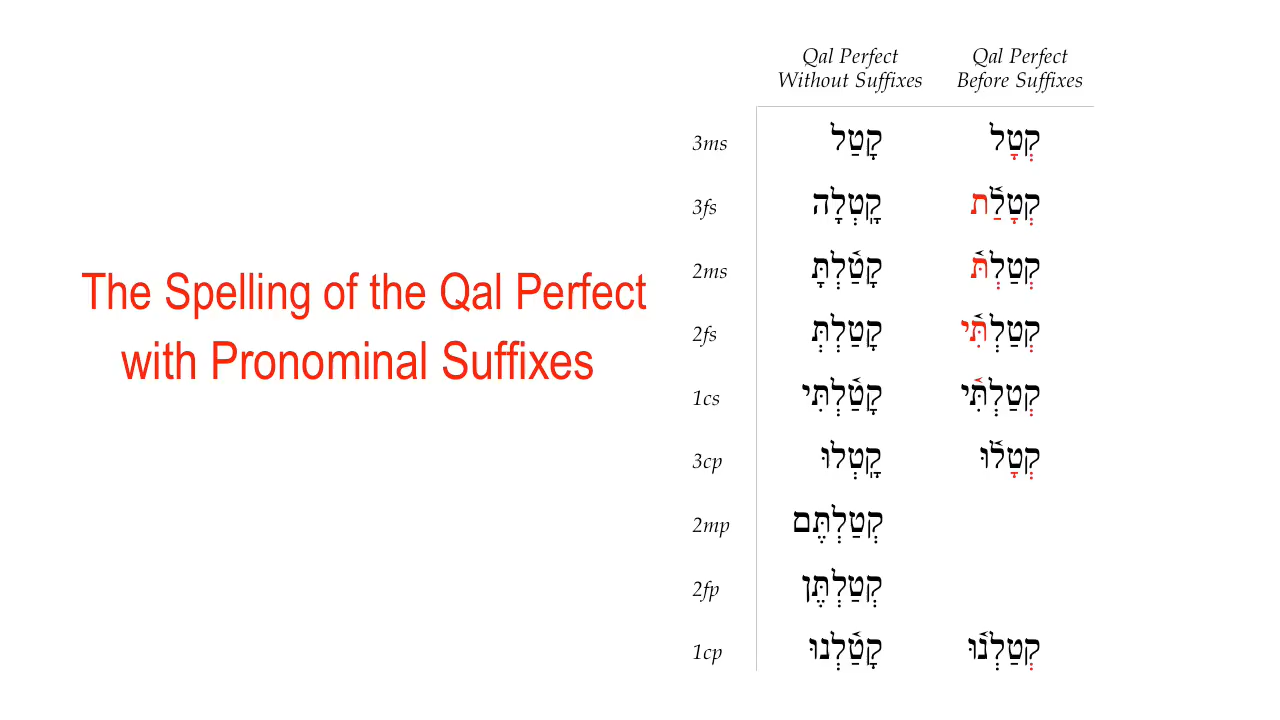 The Spelling of the Qal Perfect
with Pronominal Suffixes
Qal Perfect Qal Perfect
Without Suffixes Before Suffixes
3ms קָטַל קְטָל
3fs קָֽטְלָה קְטָלַ֫ת
2ms קָטַ֫לְתָּ קְטַלְתּ֫
2fs קָטַלְתְּ קְטַלְתִּ֫י
1cs קָטַ֫לְתִּי קְטַלְתִּ֫י
3cp קָֽטְלוּ קְטָל֫וּ
2mp קְטַלְתֶּם
2fp קְטַלְתֶּן
1cp קָטַ֫לְנוּ קְטַלְנ֫וּ